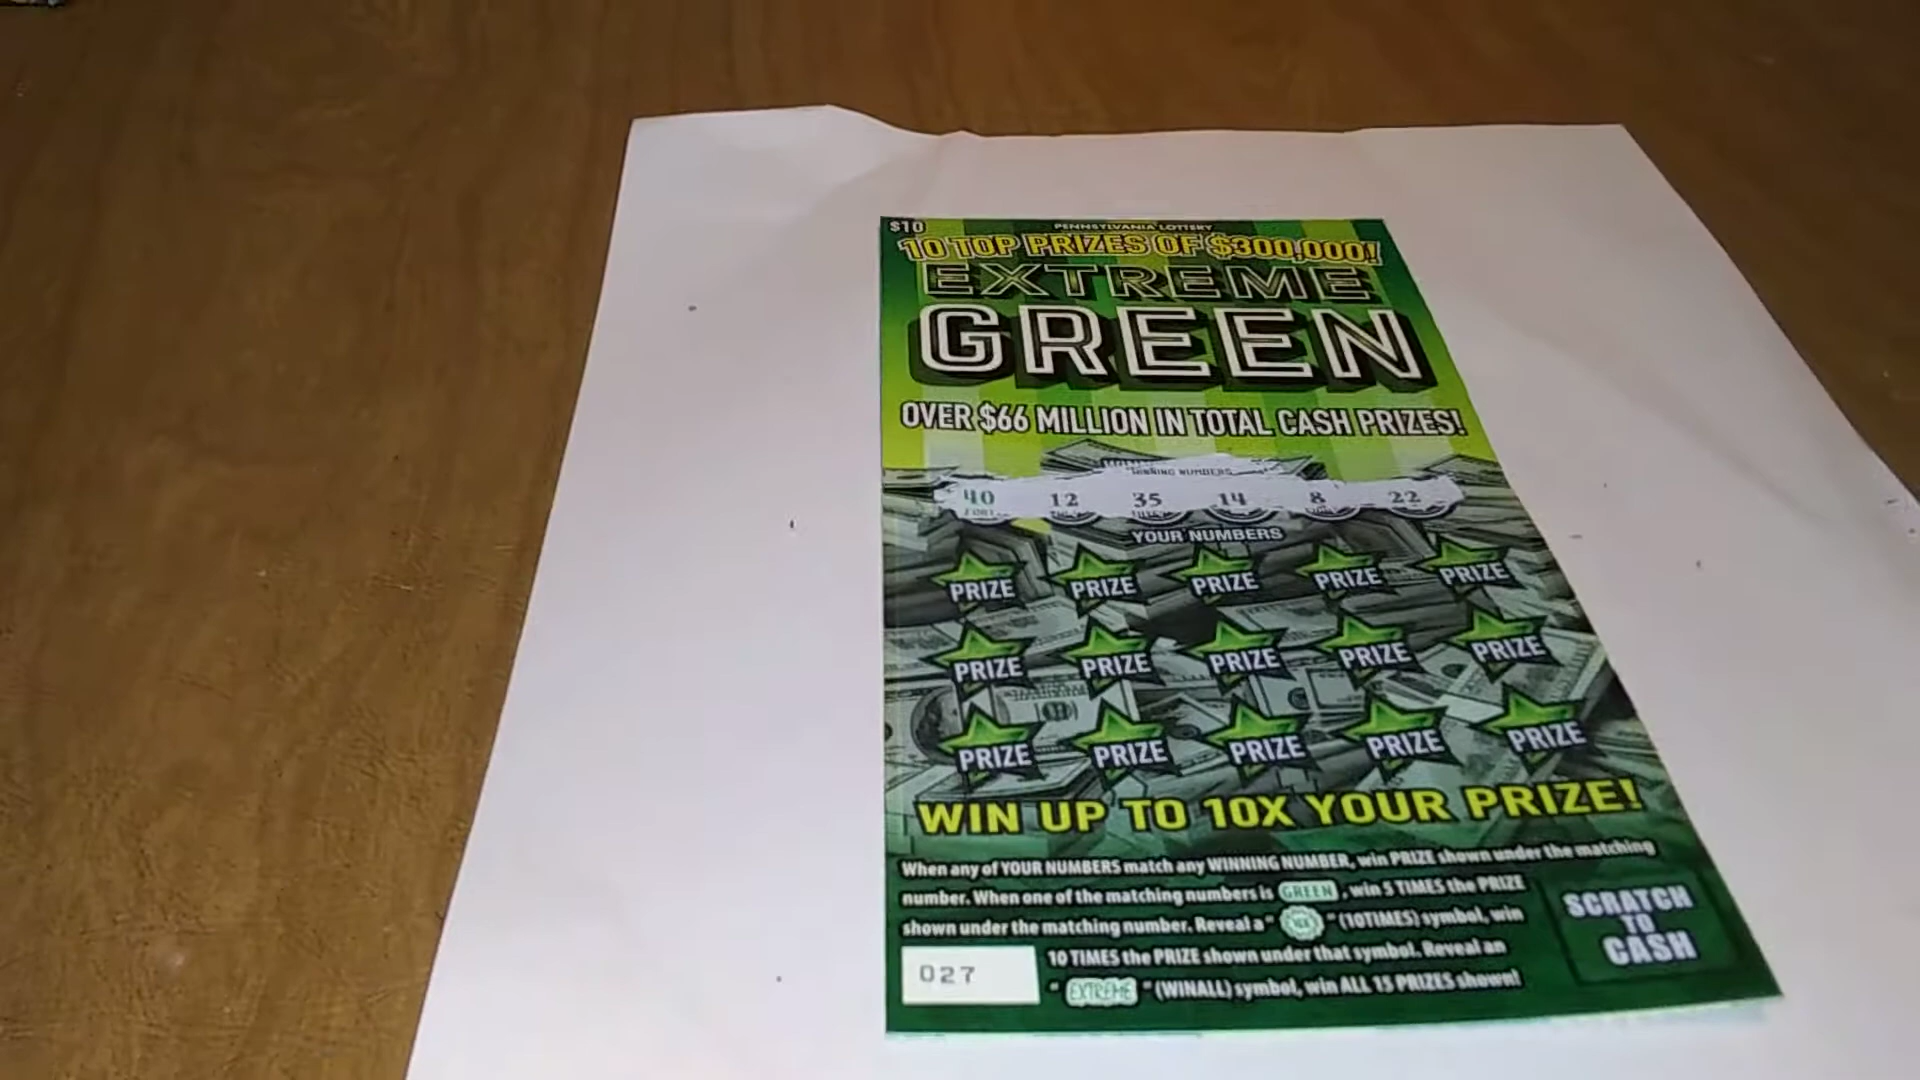 $10
PENNSYLVANIA LOTTERY
10 TOP PRIZES OF $300,000!
EXTREME
GREEN
OVER $66 MILLION IN TOTAL CASH PRIZES!
WINNING NUMBERS
40 12 35 14 8 22
YOUR NUMBERS
PRIZE PRIZE PRIZE PRIZE PRIZE
PRIZE PRIZE PRIZE PRIZE PRIZE
PRIZE PRIZE PRIZE PRIZE PRIZE
WIN UP TO 10X YOUR PRIZE!
When any of YOUR NUMBERS match any WINNING NUMBER, win PRIZE shown under the matching
number. When one of the matching numbers is GREEN, win 5 TIMES the PRIZE
shown under the matching number. Reveal a "10X" (10TIMES) symbol, win
10 TIMES the PRIZE shown under that symbol. Reveal an
"EXTREME" (WINALL) symbol, win ALL 15 PRIZES shown!
027
SCRATCH
TO
CASH